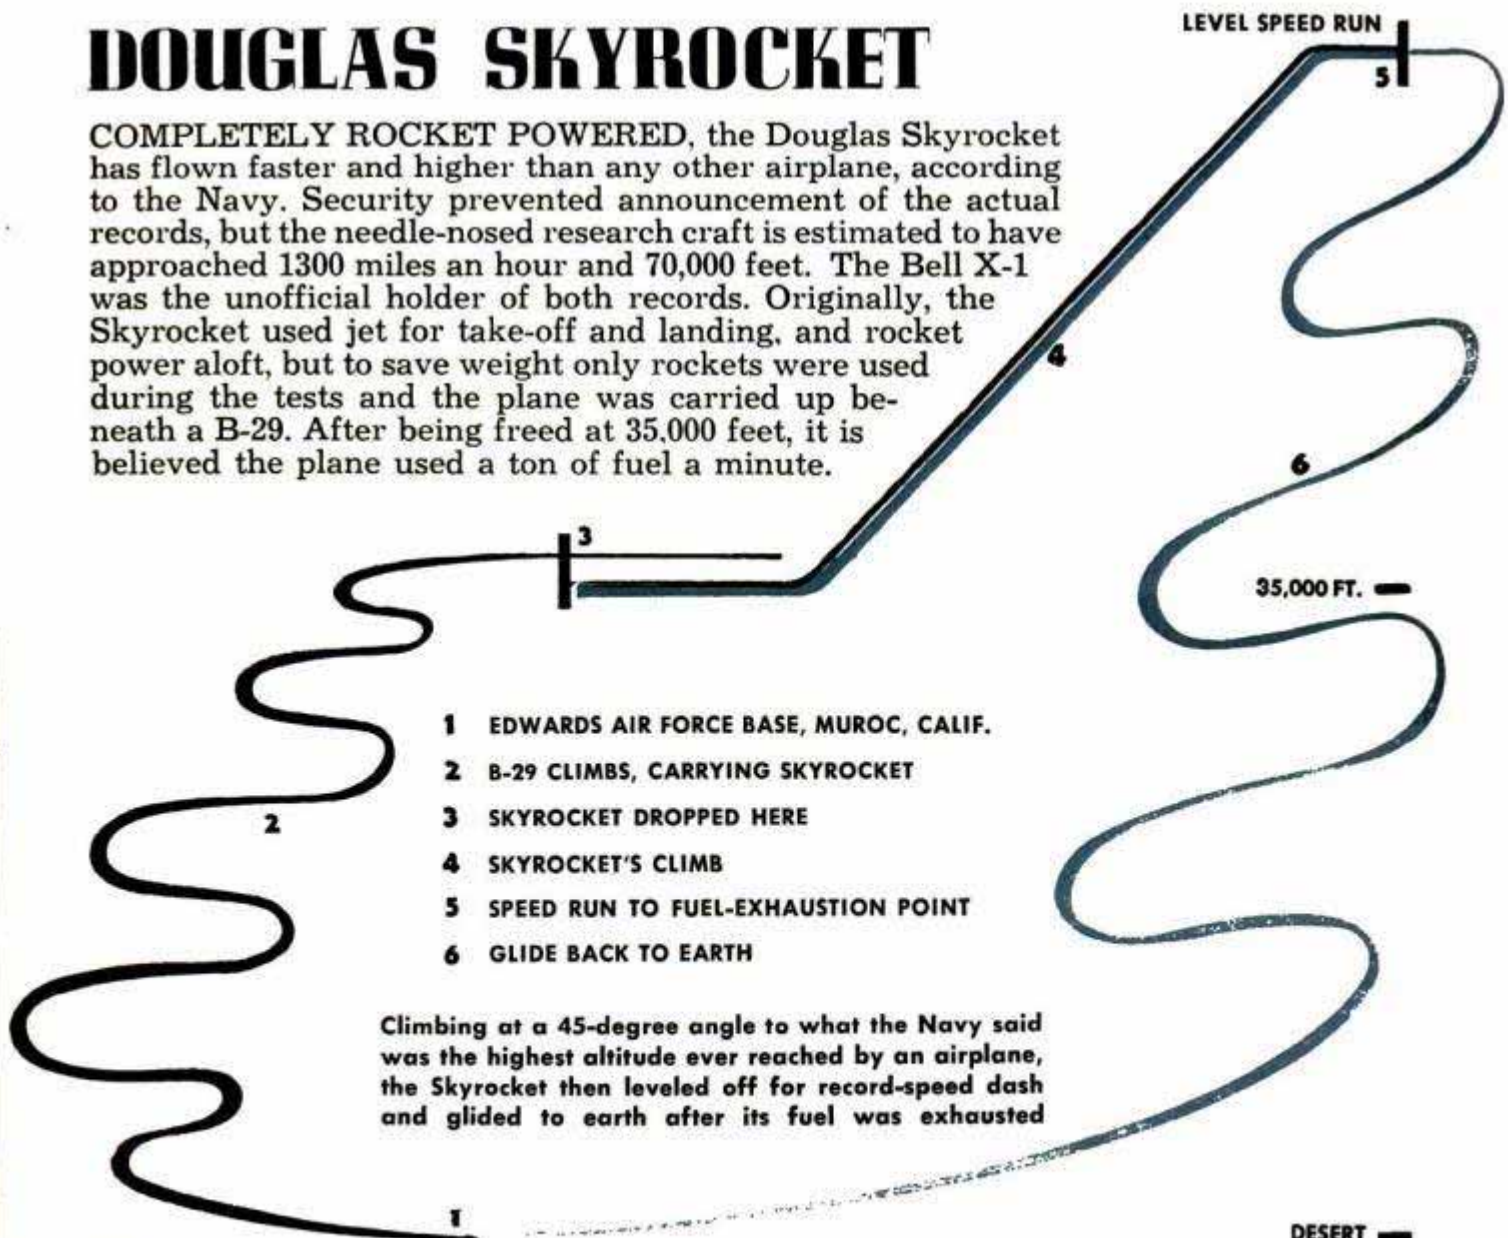 DOUGLAS SKYROCKET
COMPLETELY ROCKET POWERED, the Douglas Skyrocket
has flown faster and higher than any other airplane, according
to the Navy. Security prevented announcement of the actual
records, but the needle-nosed research craft is estimated to have
approached 1300 miles an hour and 70,000 feet. The Bell X-1
was the unofficial holder of both records. Originally, the
Skyrocket used jet for take-off and landing, and rocket
power aloft, but to save weight only rockets were used
during the tests and the plane was carried up be-
neath a B-29. After being freed at 35,000 feet, it is
believed the plane used a ton of fuel a minute.
LEVEL SPEED RUN
5
4
6
3
35,000 FT.
2
1 EDWARDS AIR FORCE BASE, MUROC, CALIF.
2 B-29 CLIMBS, CARRYING SKYROCKET
3 SKYROCKET DROPPED HERE
4 SKYROCKET'S CLIMB
5 SPEED RUN TO FUEL-EXHAUSTION POINT
6 GLIDE BACK TO EARTH
Climbing at a 45-degree angle to what the Navy said
was the highest altitude ever reached by an airplane,
the Skyrocket then leveled off for record-speed dash
and glided to earth after its fuel was exhausted
1
DESERT